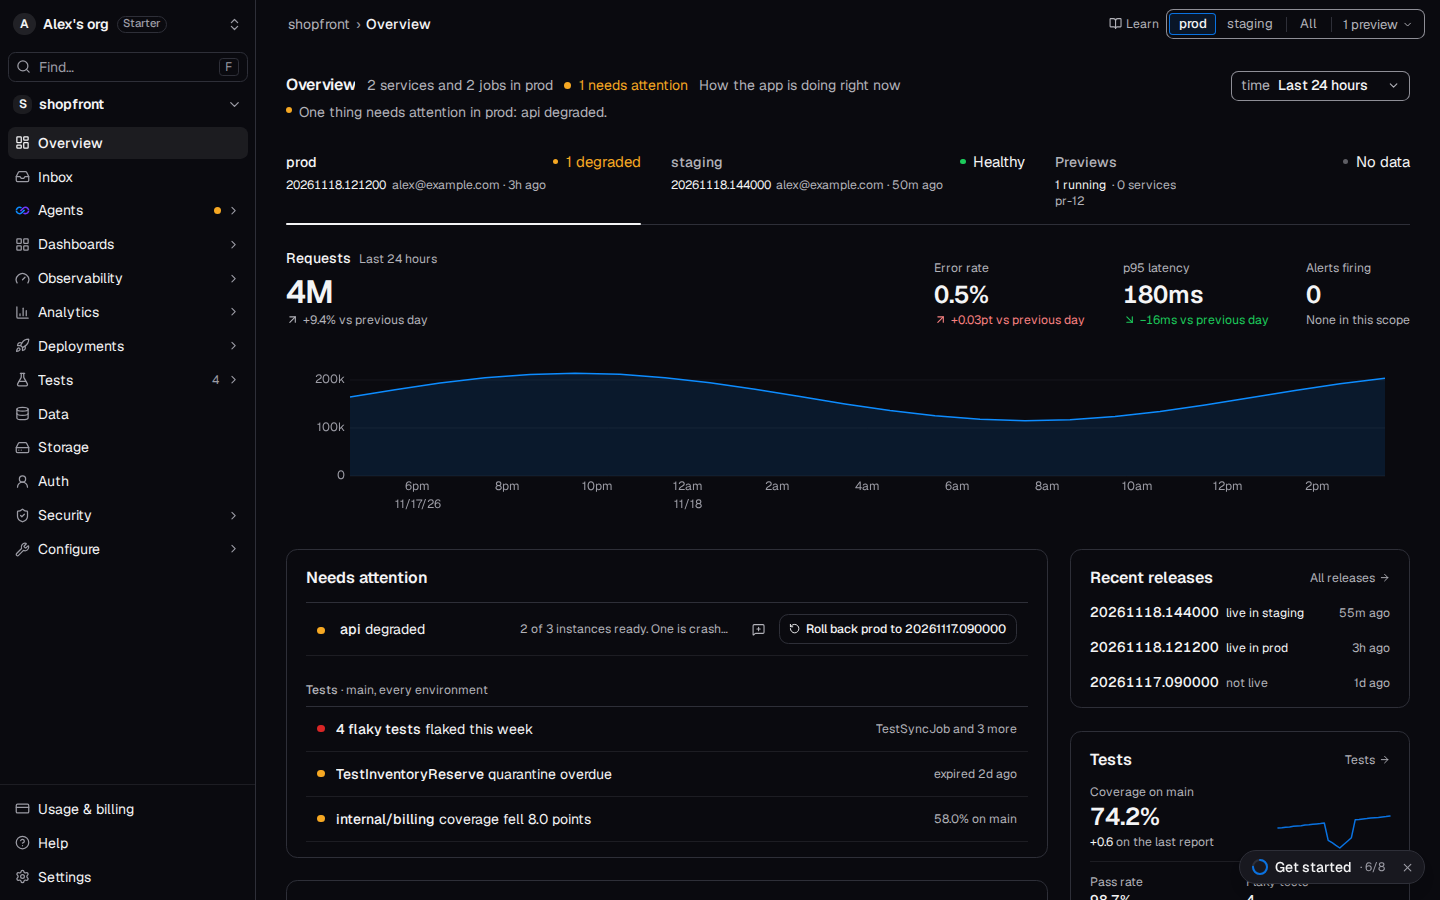 A Alex's org Starter
Find... F
S shopfront
Overview
Inbox
Agents
Dashboards
Observability
Analytics
Deployments
Tests 4
Data
Storage
Auth
Security
Configure
Usage & billing
Help
Settings
shopfront › Overview
Learn prod staging All 1 preview
Overview 2 services and 2 jobs in prod 1 needs attention How the app is doing right now
time Last 24 hours
One thing needs attention in prod: api degraded.
prod 1 degraded
20261118.121200 alex@example.com · 3h ago
staging Healthy
20261118.144000 alex@example.com · 50m ago
Previews No data
1 running · 0 services
pr-12
Requests Last 24 hours
4M
+9.4% vs previous day
Error rate
0.5%
+0.03pt vs previous day
p95 latency
180ms
−16ms vs previous day
Alerts firing
0
None in this scope
200k
100k
0
6pm 8pm 10pm 12am 2am 4am 6am 8am 10am 12pm 2pm
11/17/26 11/18
Needs attention
api degraded 2 of 3 instances ready. One is crash... Roll back prod to 20261117.090000
Tests · main, every environment
4 flaky tests flaked this week TestSyncJob and 3 more
TestInventoryReserve quarantine overdue expired 2d ago
internal/billing coverage fell 8.0 points 58.0% on main
Recent releases All releases →
20261118.144000 live in staging 55m ago
20261118.121200 live in prod 3h ago
20261117.090000 not live 1d ago
Tests Tests →
Coverage on main
74.2%
+0.6 on the last report
Get started · 6/8
Pass rate Flaky tests
98.7% 4